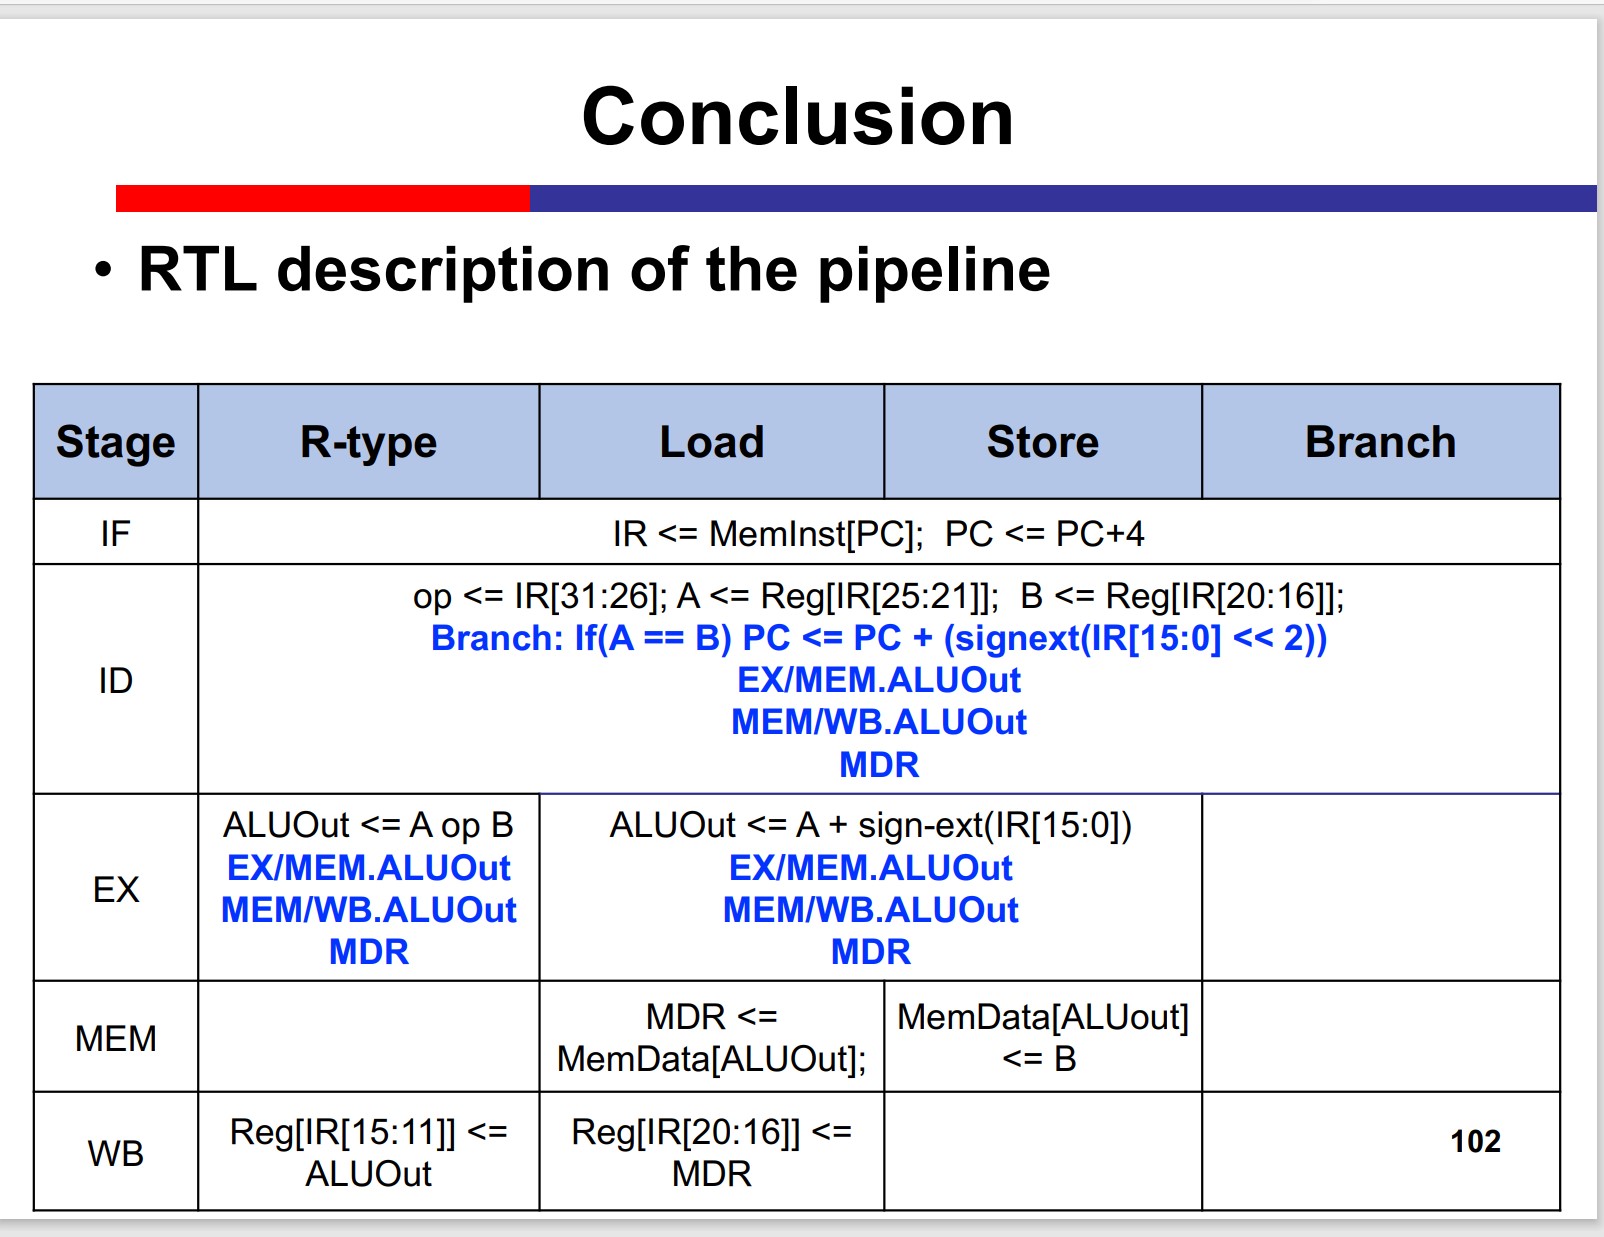 Conclusion
• RTL description of the pipeline
Stage R-type Load Store Branch
IF IR <= MemInst[PC];  PC <= PC+4
op <= IR[31:26]; A <= Reg[IR[25:21]];  B <= Reg[IR[20:16]];
Branch: If(A == B) PC <= PC + (signext(IR[15:0] << 2))
ID EX/MEM.ALUOut
MEM/WB.ALUOut
MDR
EX
ALUOut <= A op B
EX/MEM.ALUOut
MEM/WB.ALUOut
MDR
ALUOut <= A + sign-ext(IR[15:0])
EX/MEM.ALUOut
MEM/WB.ALUOut
MDR
MEM
MDR <=
MemData[ALUOut];
MemData[ALUout]
<= B
WB
Reg[IR[15:11]] <=
ALUOut
Reg[IR[20:16]] <=
MDR
102